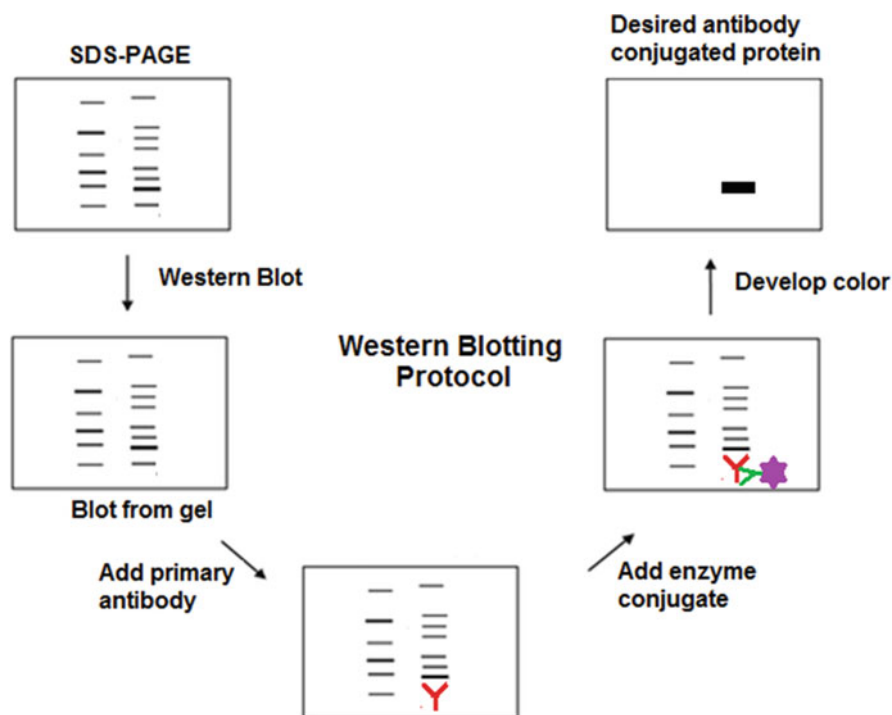 SDS-PAGE
Western Blot
Blot from gel
Add primary
antibody
Western Blotting
Protocol
Add enzyme
conjugate
Develop color
Desired antibody
conjugated protein